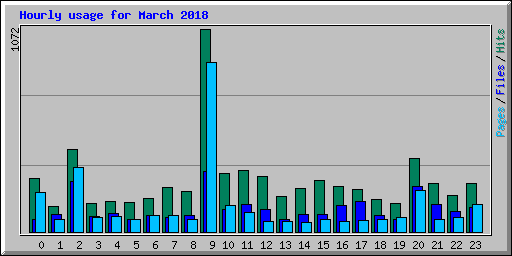 Hourly usage for March 2018
1072
Pages/Files/Hits
0 1 2 3 4 5 6 7 8 9 10 11 12 13 14 15 16 17 18 19 20 21 22 23